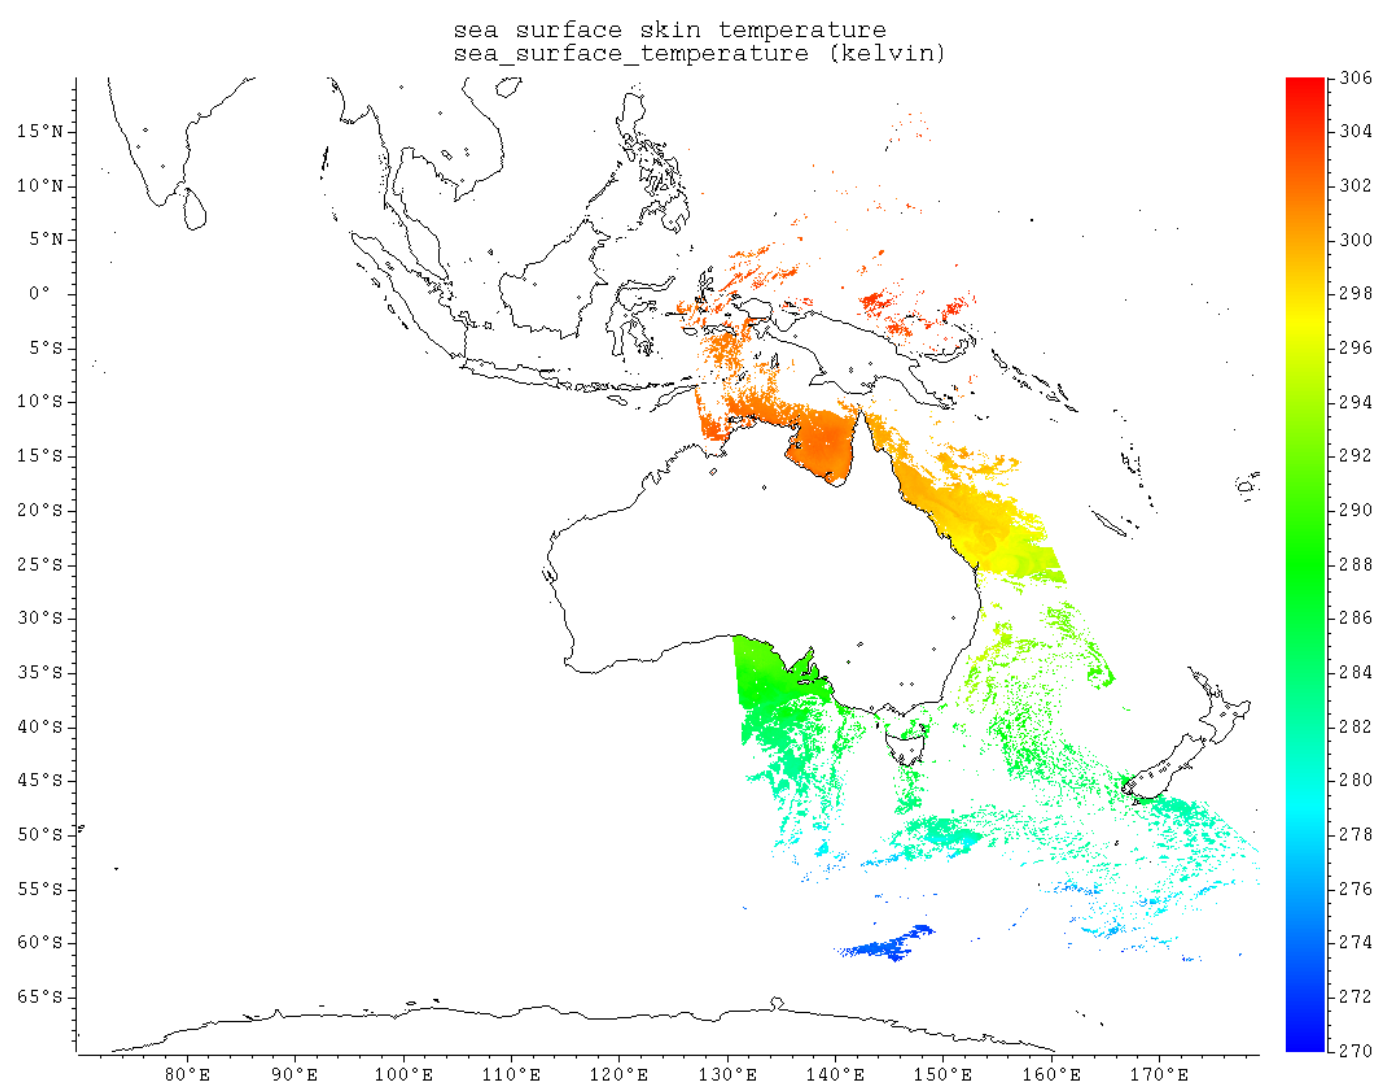 sea surface skin temperature
sea_surface_temperature (kelvin)
306
304
302
300
298
296
294
292
290
288
286
284
282
280
278
276
274
272
270
15°N
10°N
5°N
0°
5°S
10°S
15°S
20°S
25°S
30°S
35°S
40°S
45°S
50°S
55°S
60°S
65°S
80°E 90°E 100°E 110°E 120°E 130°E 140°E 150°E 160°E 170°E